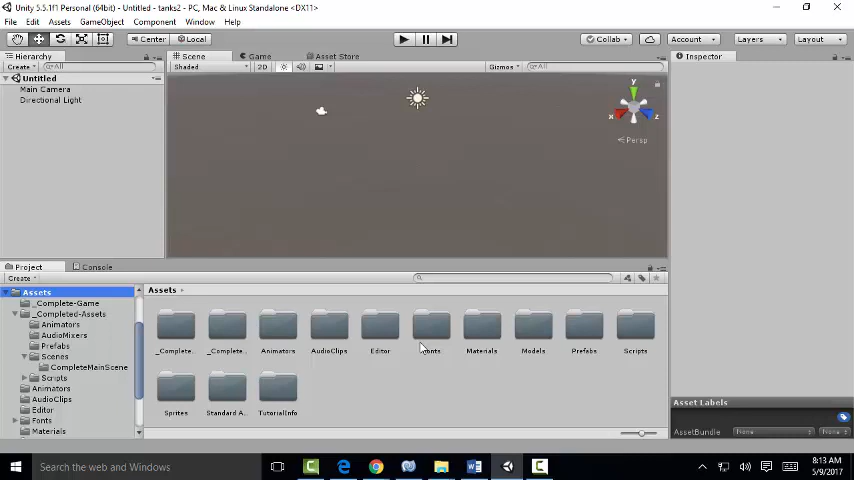 Unity 5.5.1f1 Personal (64bit) - Untitled - tanks2 - PC, Mac & Linux Standalone <DX11>
File Edit Assets GameObject Component Window Help
Center Local Collab Account Layers Layout
Hierarchy Scene Game Asset Store Inspector
Create All Shaded 2D Gizmos All
Untitled
Main Camera
Directional Light
y
x z
Persp
Project Console
Create
Assets
Assets
_Complete-Game
_Completed-Assets
Animators
AudioMixers
Prefabs
Scenes
CompleteMainScene
Scripts
Animators
AudioClips
Editor
Fonts
Materials
_Complete... _Complete... Animators AudioClips Editor Fonts Materials Models Prefabs Scripts
Sprites Standard A... TutorialInfo
Asset Labels
AssetBundle None None
Search the web and Windows
8:13 AM
5/9/2017